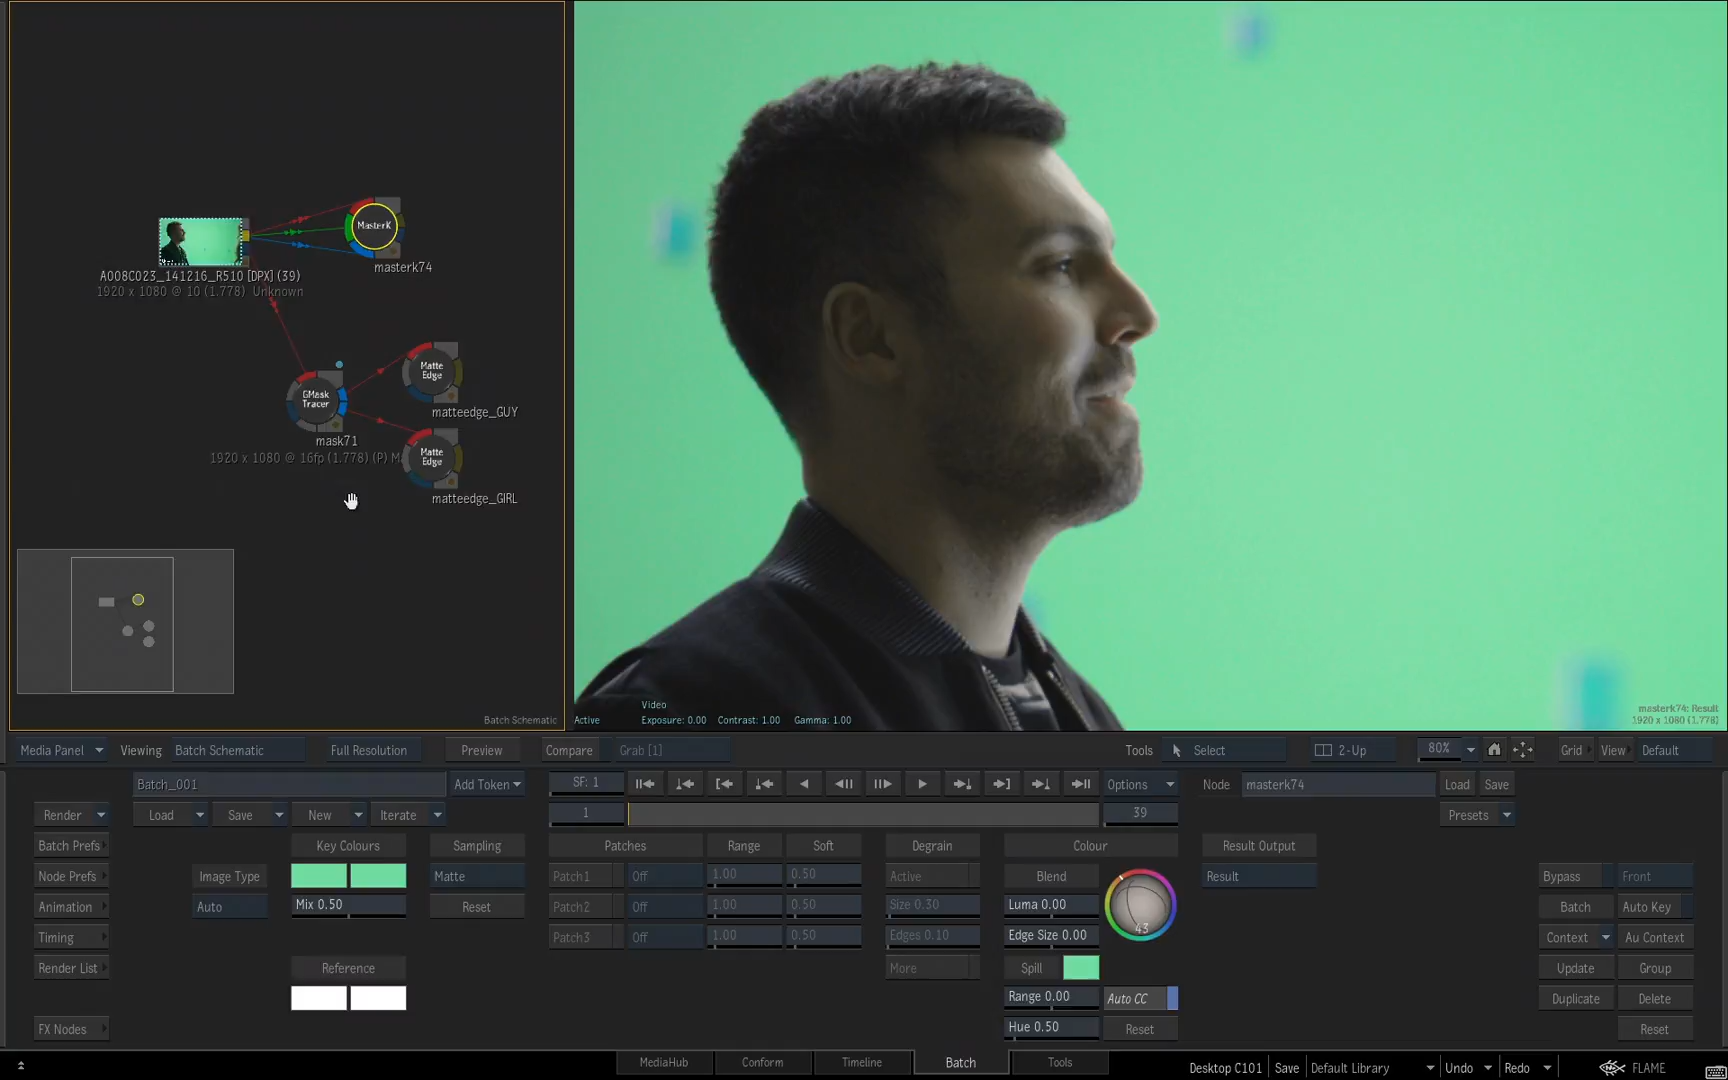 MasterK
masterk74
A008C023_141216_R510 [DPX] (39)
1920 x 1080 @ 10 (1.778) Unknown
Matte
Edge
matteedge_GUY
GMask
Tracer
mask71
1920 x 1080 @ 16fp (1.778) (P) M
Matte
Edge
matteedge_GIRL
Batch Schematic
Active
Video
Exposure: 0.00 Contrast: 1.00 Gamma: 1.00
masterk74: Result
1920 x 1080 (1.778)
Media Panel Viewing Batch Schematic Full Resolution Preview Compare Grab [1] Tools Select 2-Up 80% Grid View Default
Batch_001 Add Token SF: 1 Options Node masterk74 Load Save
Render Load Save New Iterate 1 39 Presets
Batch Prefs Key Colours Sampling Patches Range Soft Degrain Colour Result Output
Node Prefs Image Type Matte Patch1 Off 1.00 0.50 Active Blend Result Bypass Front
Animation Auto Mix 0.50 Reset Patch2 Off 1.00 0.50 Size 0.30 Luma 0.00 Batch Auto Key
Timing Patch3 Off 1.00 0.50 Edges 0.10 Edge Size 0.00 43 Context Au Context
Render List Reference More Spill Update Group
Range 0.00 Auto CC Duplicate Delete
FX Nodes Hue 0.50 Reset Reset
MediaHub Conform Timeline Batch Tools Desktop C101 Save Default Library Undo Redo FLAME